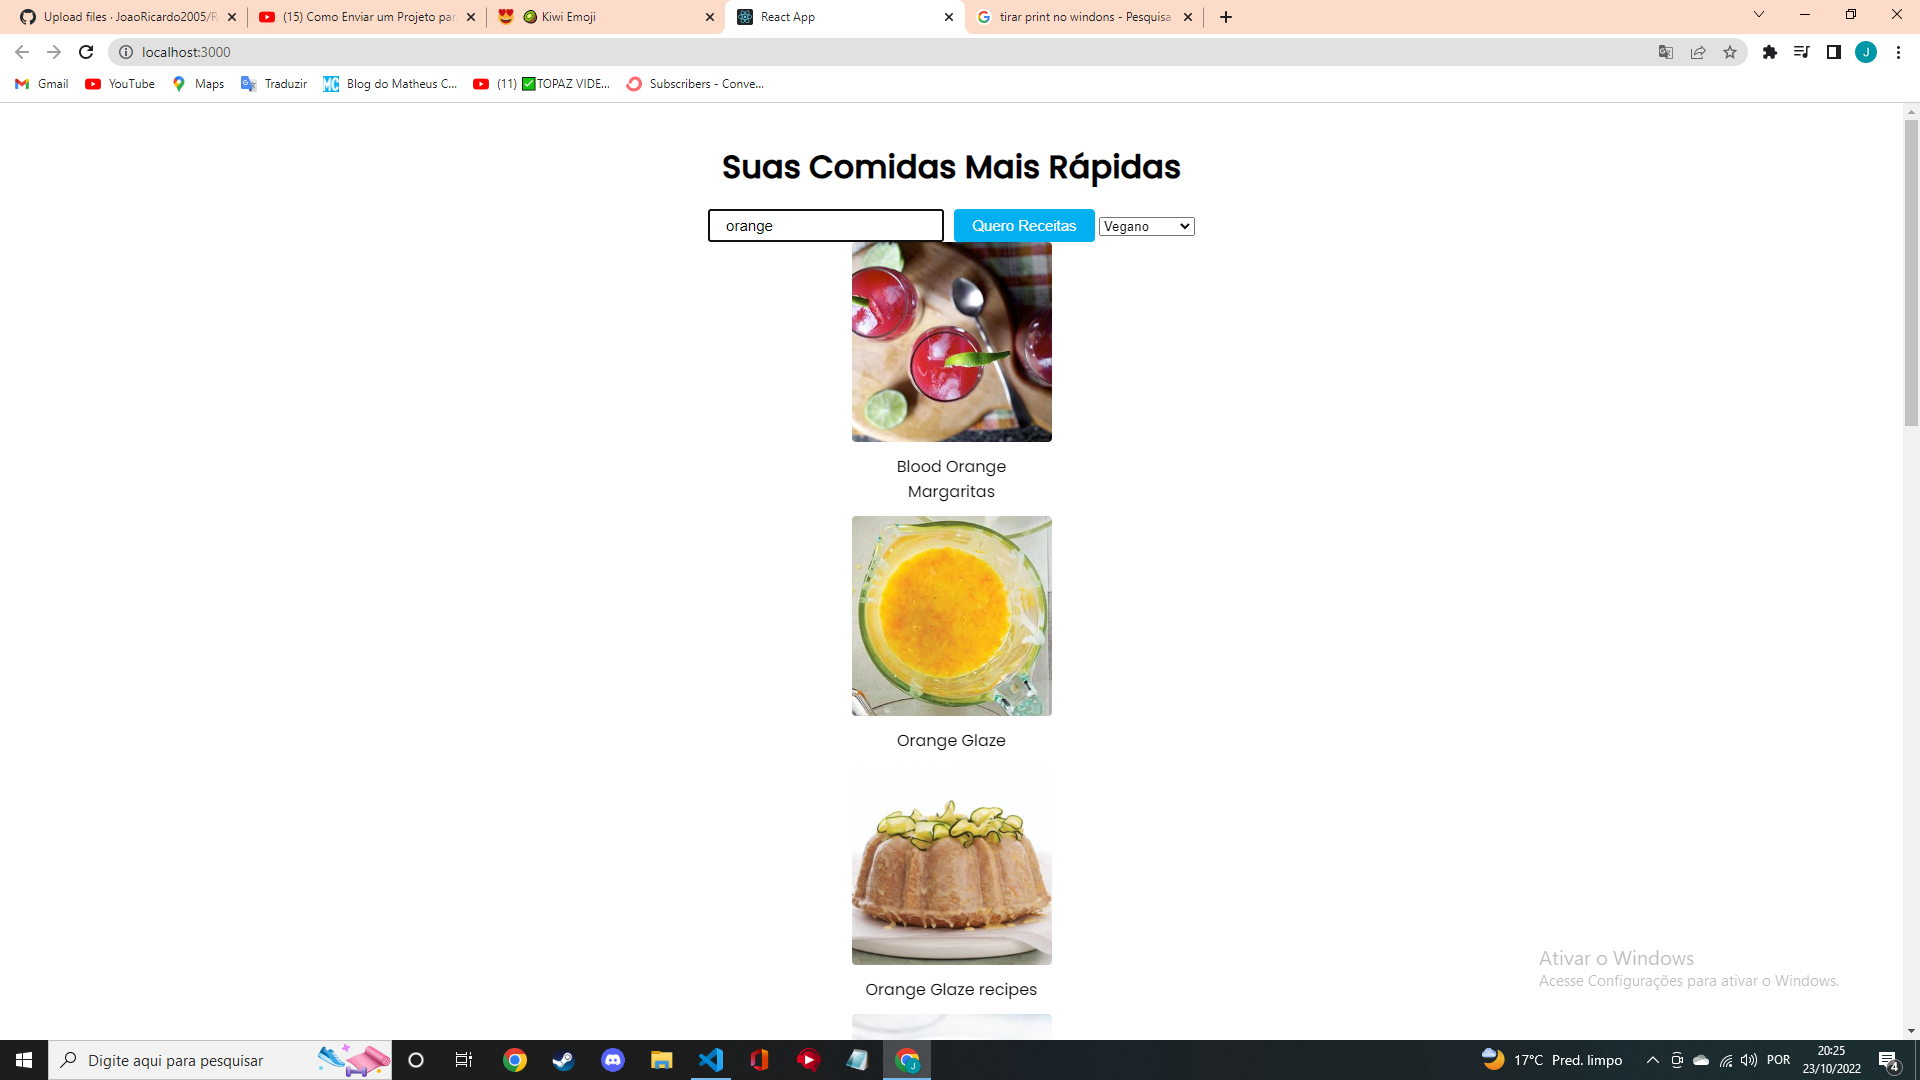 Upload files · JoaoRicardo2005/R
(15) Como Enviar um Projeto par
Kiwi Emoji
React App
tirar print no windons - Pesquisa
localhost:3000
Gmail
YouTube
Maps
Traduzir
MC Blog do Matheus C...
(11) ✅TOPAZ VIDE...
Subscribers - Conve...
J
Suas Comidas Mais Rápidas
orange
Quero Receitas
Vegano
Blood Orange
Margaritas
Orange Glaze
Orange Glaze recipes
Ativar o Windows
Acesse Configurações para ativar o Windows.
Digite aqui para pesquisar
J
17°C Pred. limpo
POR
20:25
23/10/2022
4